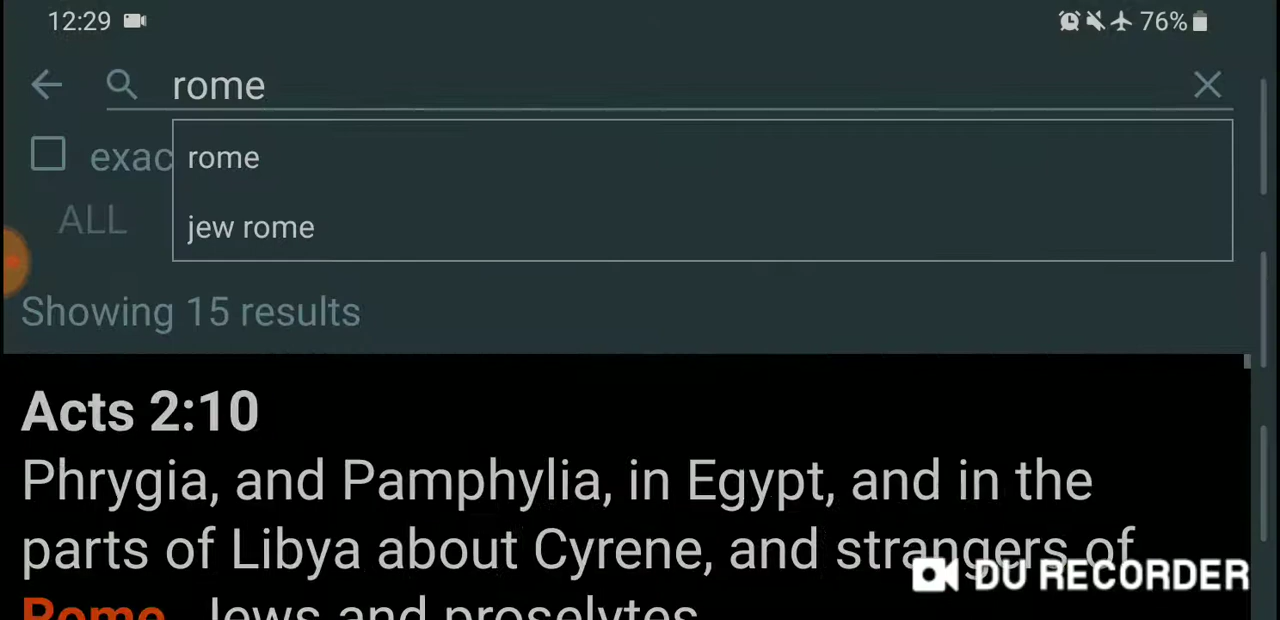 12:29 76%
rome
exac
rome
ALL
jew rome
Showing 15 results
Acts 2:10
Phrygia, and Pamphylia, in Egypt, and in the
parts of Libya about Cyrene, and strangers of
DU RECORDER
Rome, Jews and proselytes,